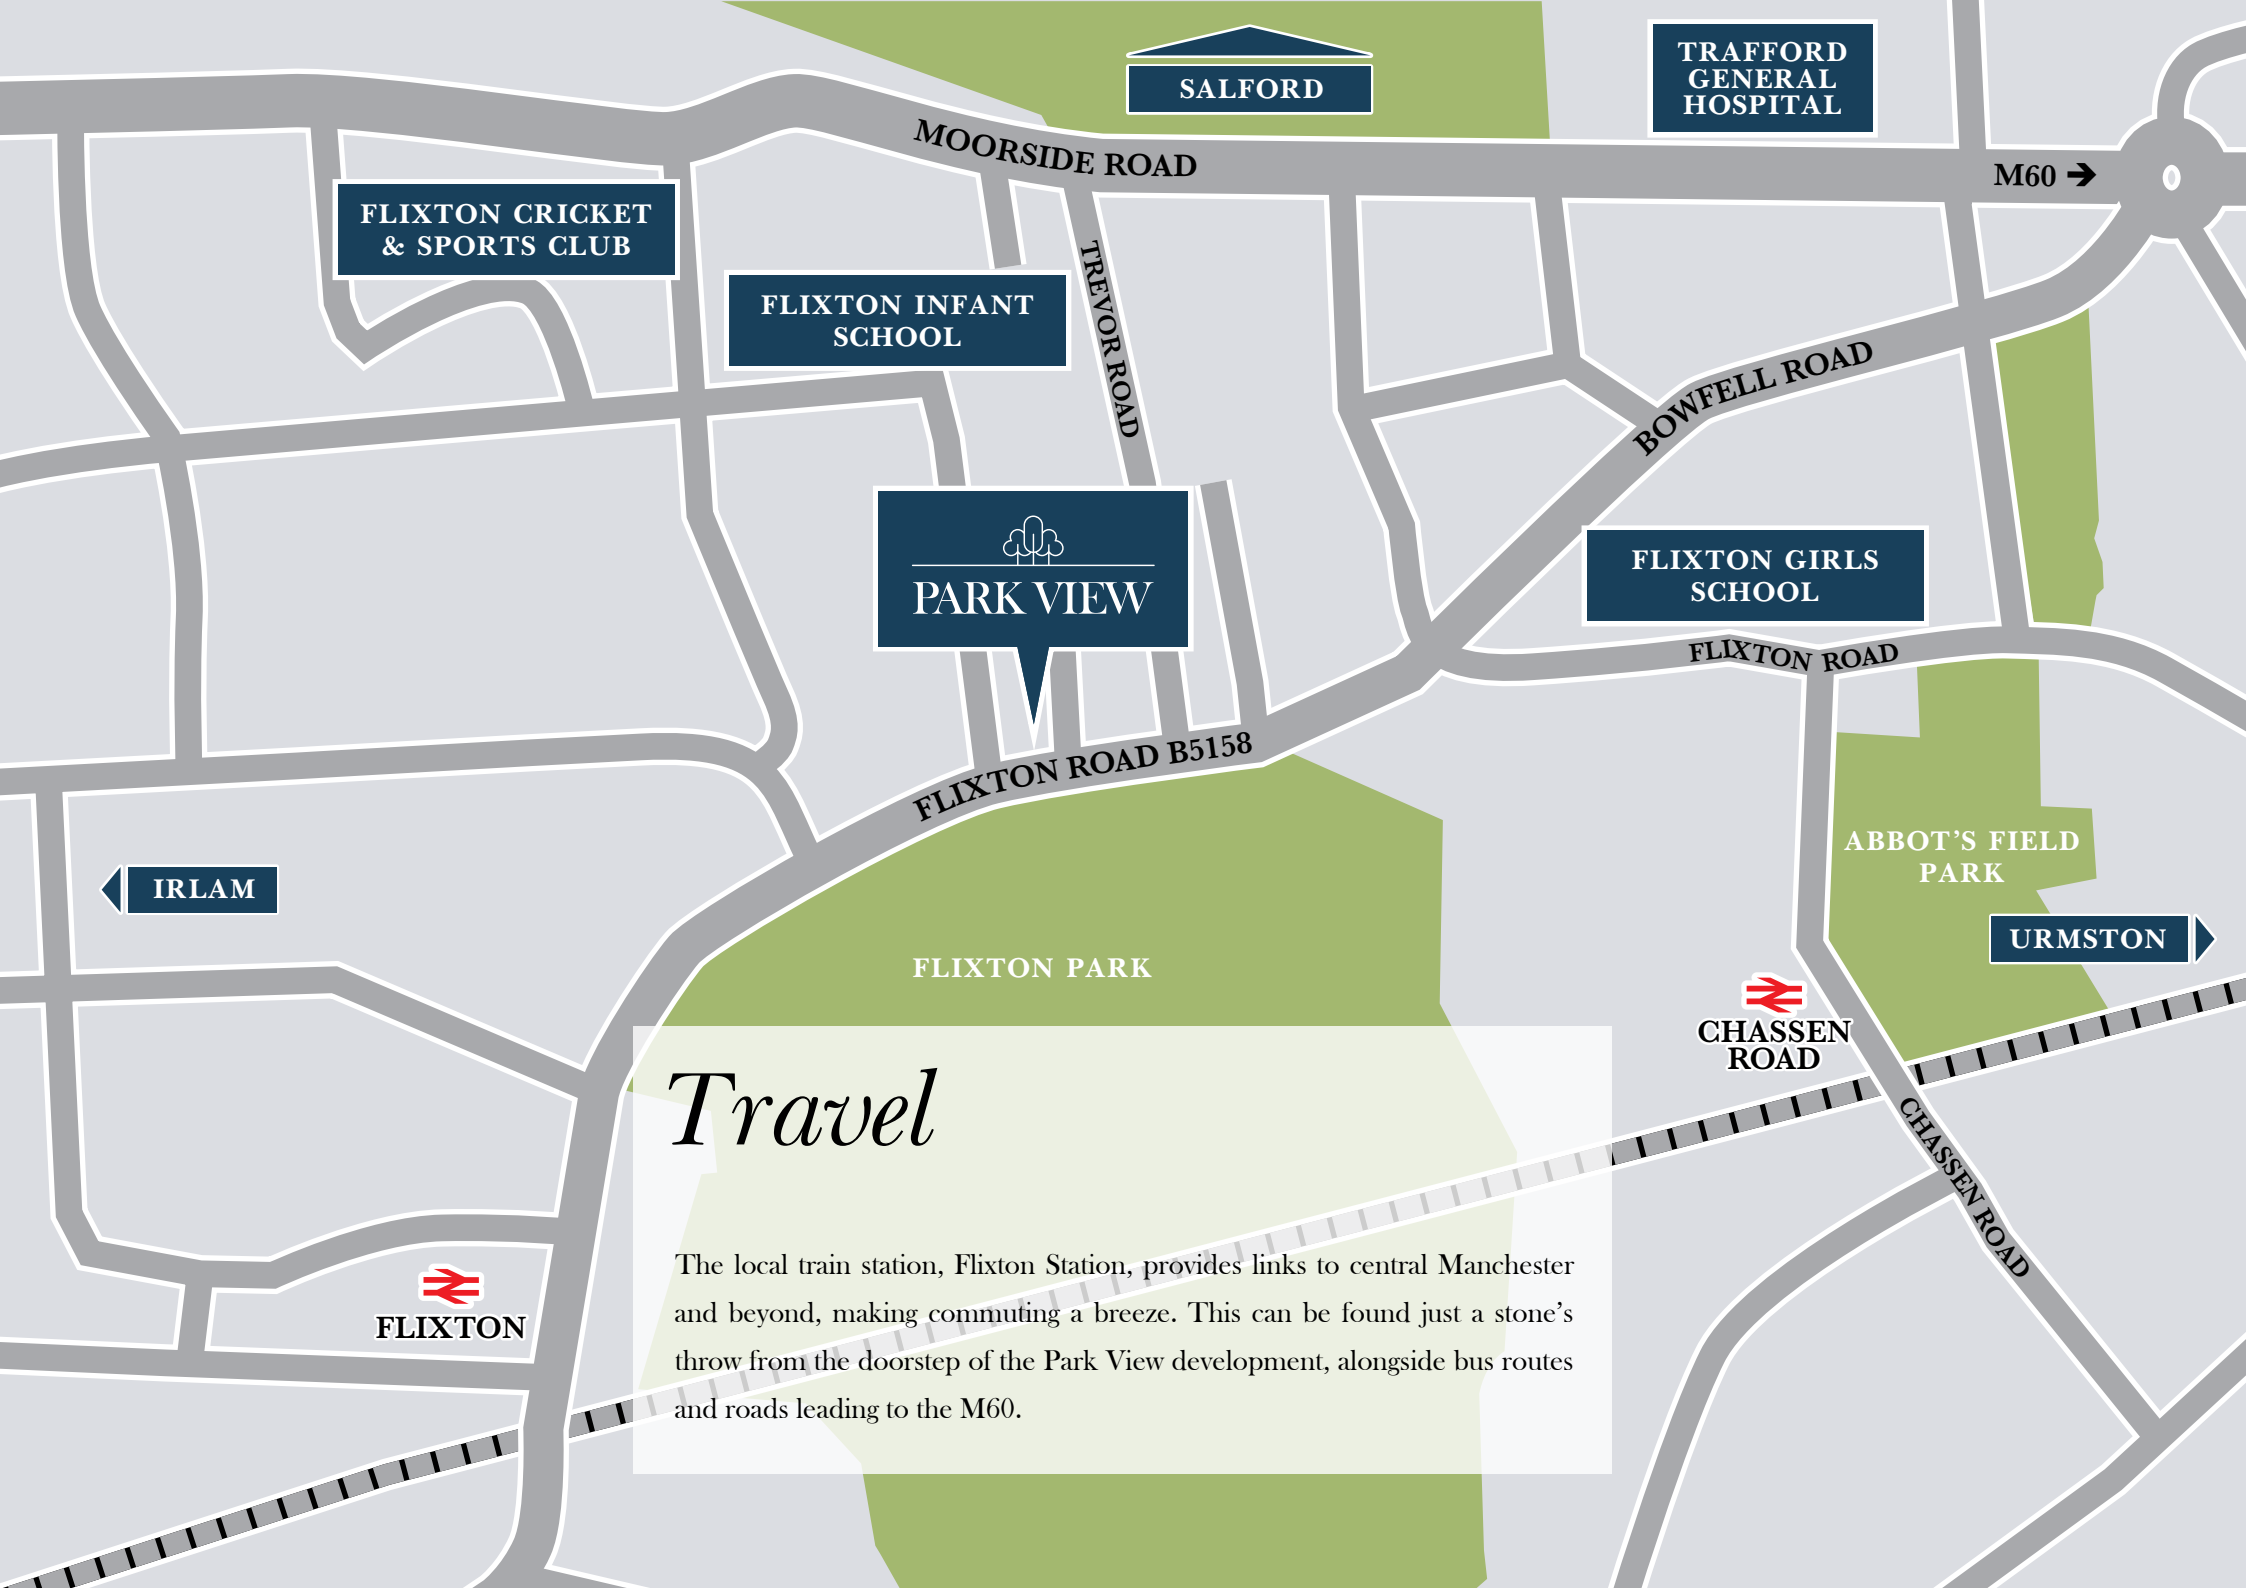 SALFORD
TRAFFORD
GENERAL
HOSPITAL
MOORSIDE ROAD
M60
FLIXTON CRICKET
& SPORTS CLUB
FLIXTON INFANT
SCHOOL
TREVOR ROAD
BOWFELL ROAD
PARK VIEW
FLIXTON GIRLS
SCHOOL
FLIXTON ROAD
FLIXTON ROAD B5158
ABBOT’S FIELD
PARK
IRLAM
URMSTON
FLIXTON PARK
CHASSEN
ROAD
CHASSEN ROAD
FLIXTON
Travel
The local train station, Flixton Station, provides links to central Manchester
and beyond, making commuting a breeze. This can be found just a stone’s
throw from the doorstep of the Park View development, alongside bus routes
and roads leading to the M60.